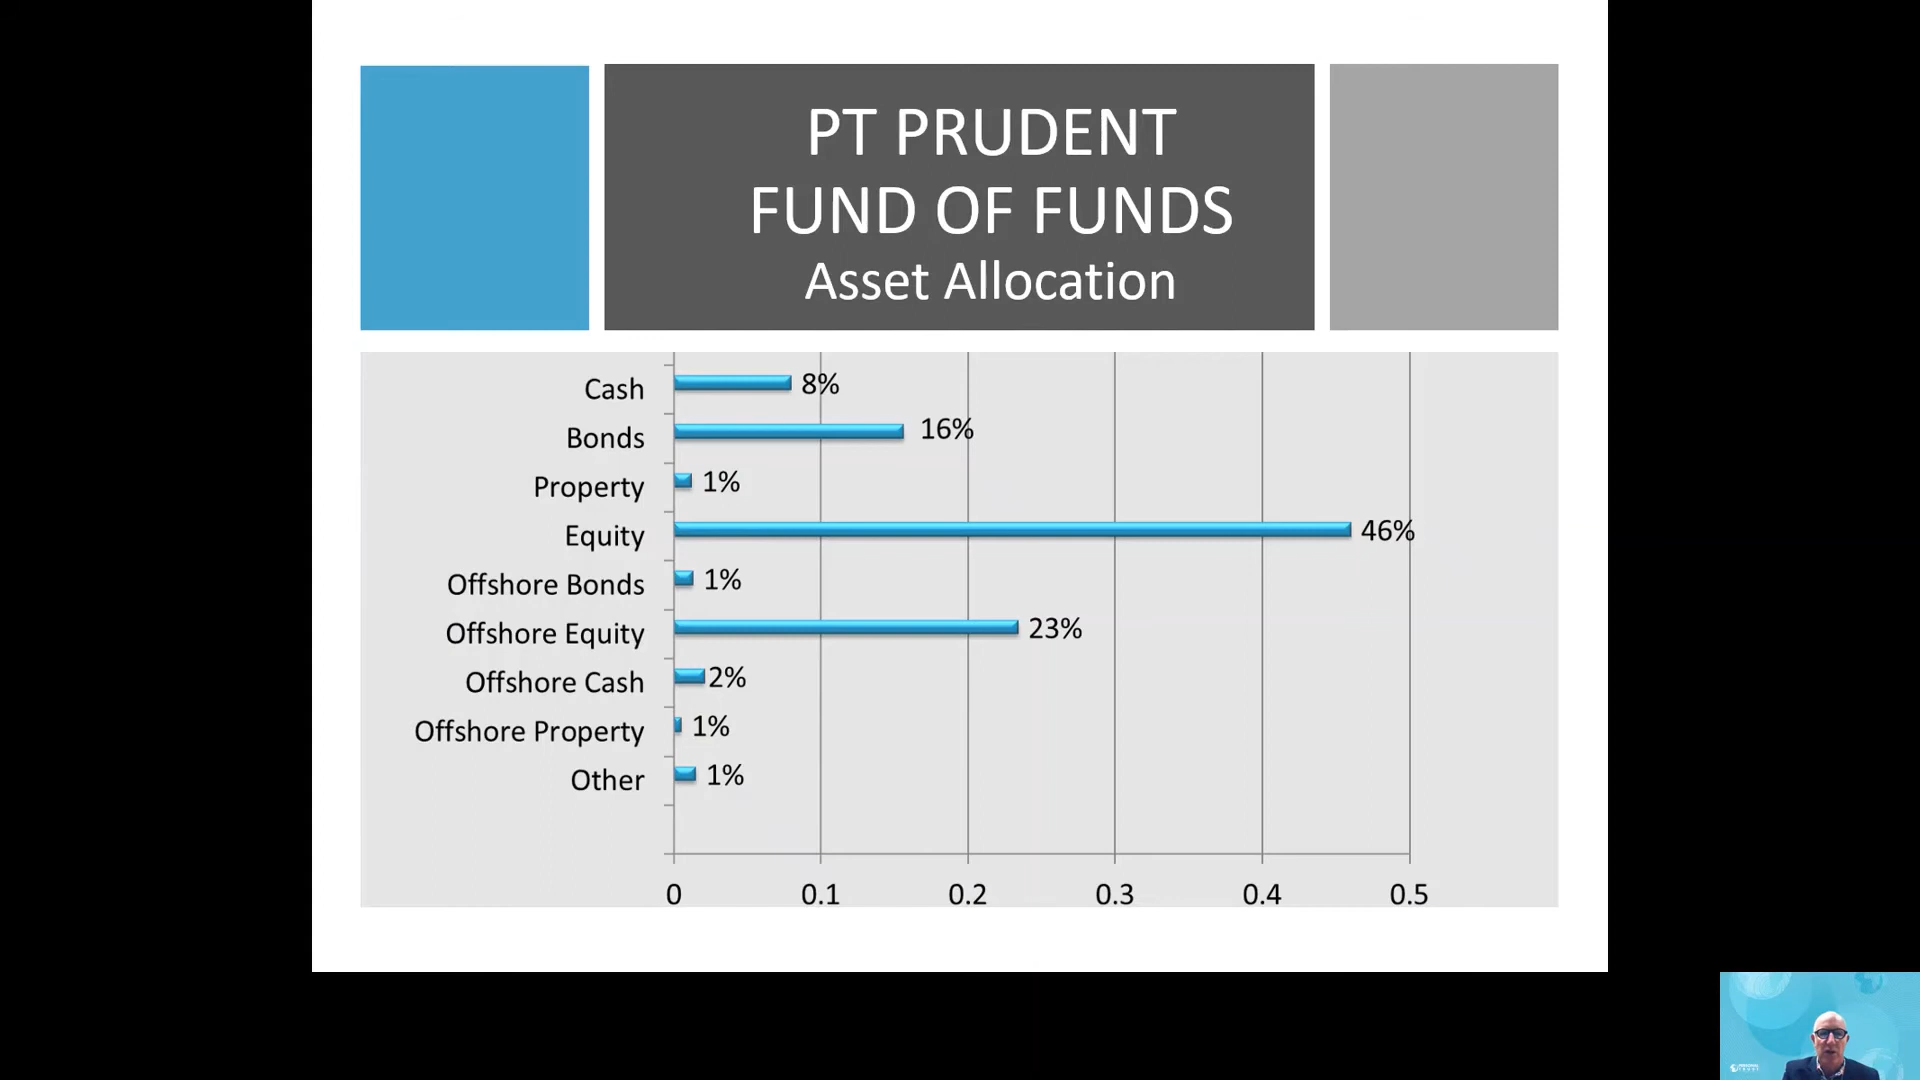 PT PRUDENT
FUND OF FUNDS
Asset Allocation
Cash 8%
Bonds 16%
Property 1%
Equity 46%
Offshore Bonds 1%
Offshore Equity 23%
Offshore Cash 2%
Offshore Property 1%
Other 1%
0 0.1 0.2 0.3 0.4 0.5